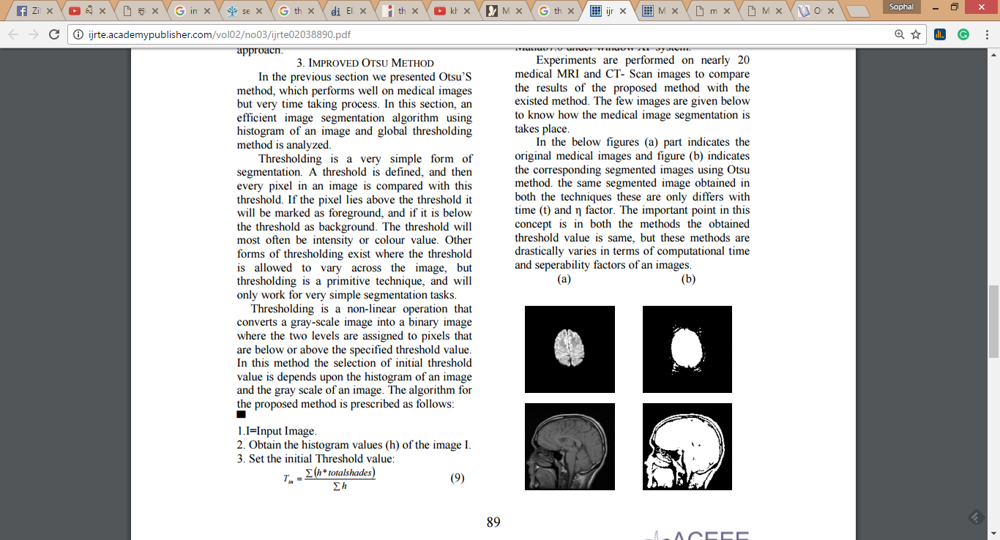 Zil
in
se
th
di El
th
kh
M
th
ijr
M
m
M
O
Sophal
ijrte.academypublisher.com/vol02/no03/ijrte02038890.pdf
approach.
3. IMPROVED OTSU METHOD
In the previous section we presented Otsu'S
method, which performs well on medical images
but very time taking process. In this section, an
efficient image segmentation algorithm using
histogram of an image and global thresholding
method is analyzed.
Thresholding is a very simple form of
segmentation. A threshold is defined, and then
every pixel in an image is compared with this
threshold. If the pixel lies above the threshold it
will be marked as foreground, and if it is below
the threshold as background. The threshold will
most often be intensity or colour value. Other
forms of thresholding exist where the threshold
is allowed to vary across the image, but
thresholding is a primitive technique, and will
only work for very simple segmentation tasks.
Thresholding is a non-linear operation that
converts a gray-scale image into a binary image
where the two levels are assigned to pixels that
are below or above the specified threshold value.
In this method the selection of initial threshold
value is depends upon the histogram of an image
and the gray scale of an image. The algorithm for
the proposed method is prescribed as follows:
1.I=Input Image.
2. Obtain the histogram values (h) of the image I.
3. Set the initial Threshold value:
T_in = Σ(h*totalshades) / Σh (9)
Matlab7.0 under window XP system.
Experiments are performed on nearly 20
medical MRI and CT- Scan images to compare
the results of the proposed method with the
existed method. The few images are given below
to know how the medical image segmentation is
takes place.
In the below figures (a) part indicates the
original medical images and figure (b) indicates
the corresponding segmented images using Otsu
method. the same segmented image obtained in
both the techniques these are only differs with
time (t) and η factor. The important point in this
concept is in both the methods the obtained
threshold value is same, but these methods are
drastically varies in terms of computational time
and seperability factors of an images.
(a) (b)
89
ACEEE